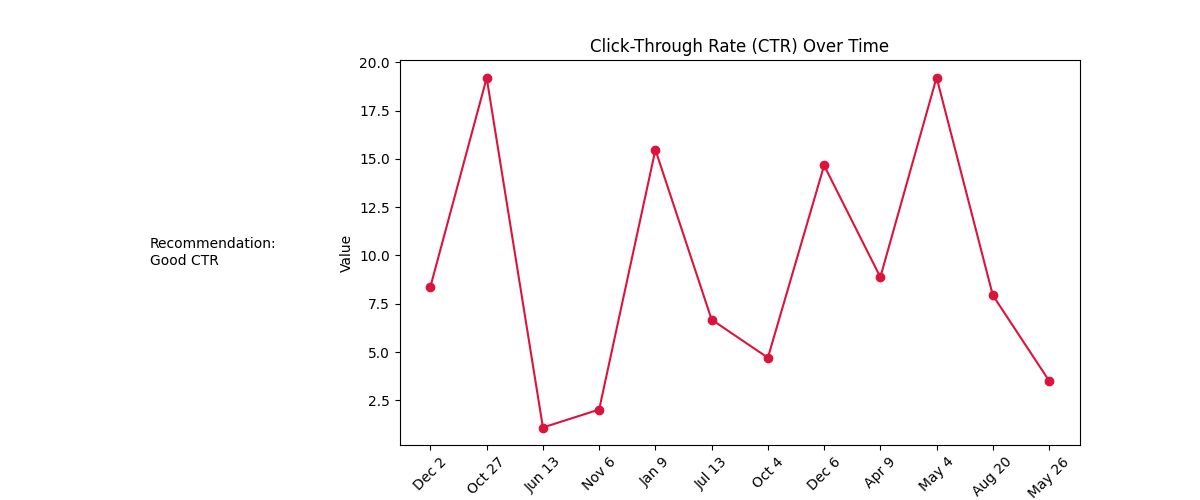 Click-Through Rate (CTR) Over Time
Recommendation:
Good CTR
Value
20.0
17.5
15.0
12.5
10.0
7.5
5.0
2.5
Dec 2
Oct 27
Jun 13
Nov 6
Jan 9
Jul 13
Oct 4
Dec 6
Apr 9
May 4
Aug 20
May 26